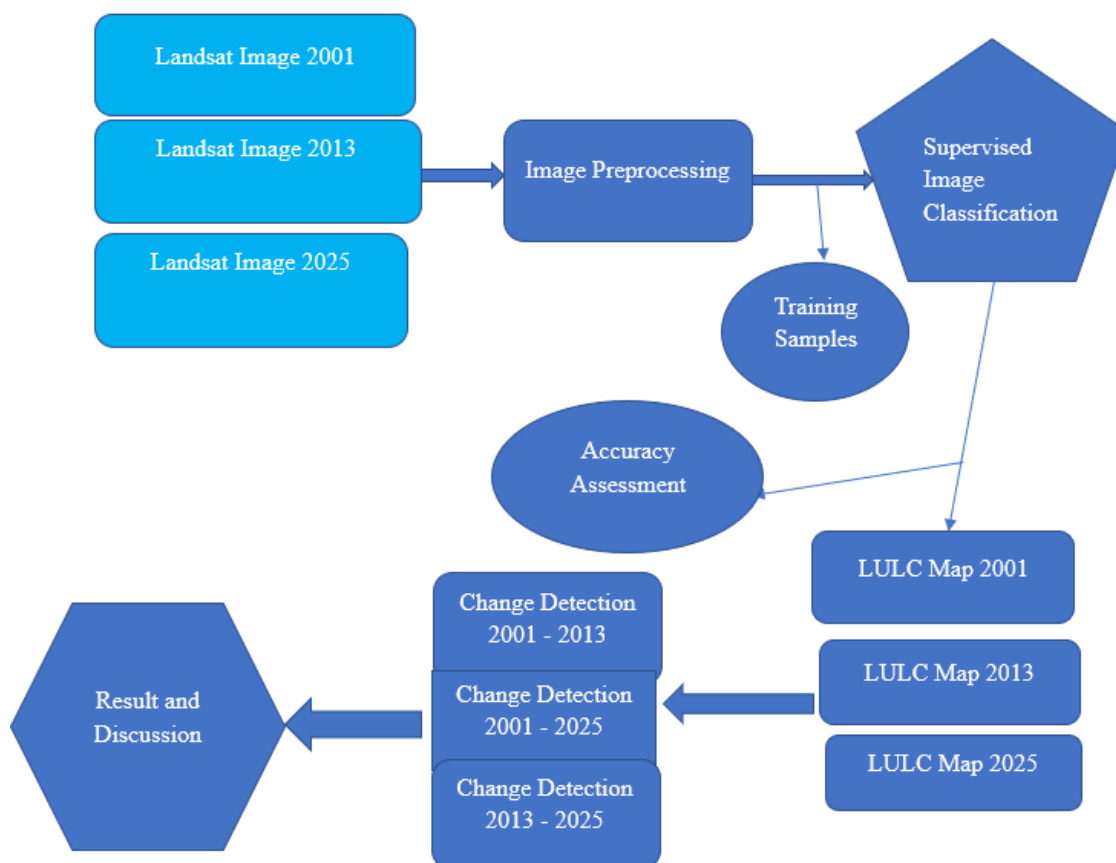 Landsat Image 2001
Landsat Image 2013
Landsat Image 2025
Image Preprocessing
Supervised
Image
Classification
Training
Samples
Accuracy
Assessment
LULC Map 2001
LULC Map 2013
LULC Map 2025
Change Detection
2001 - 2013
Change Detection
2001 - 2025
Change Detection
2013 - 2025
Result and
Discussion